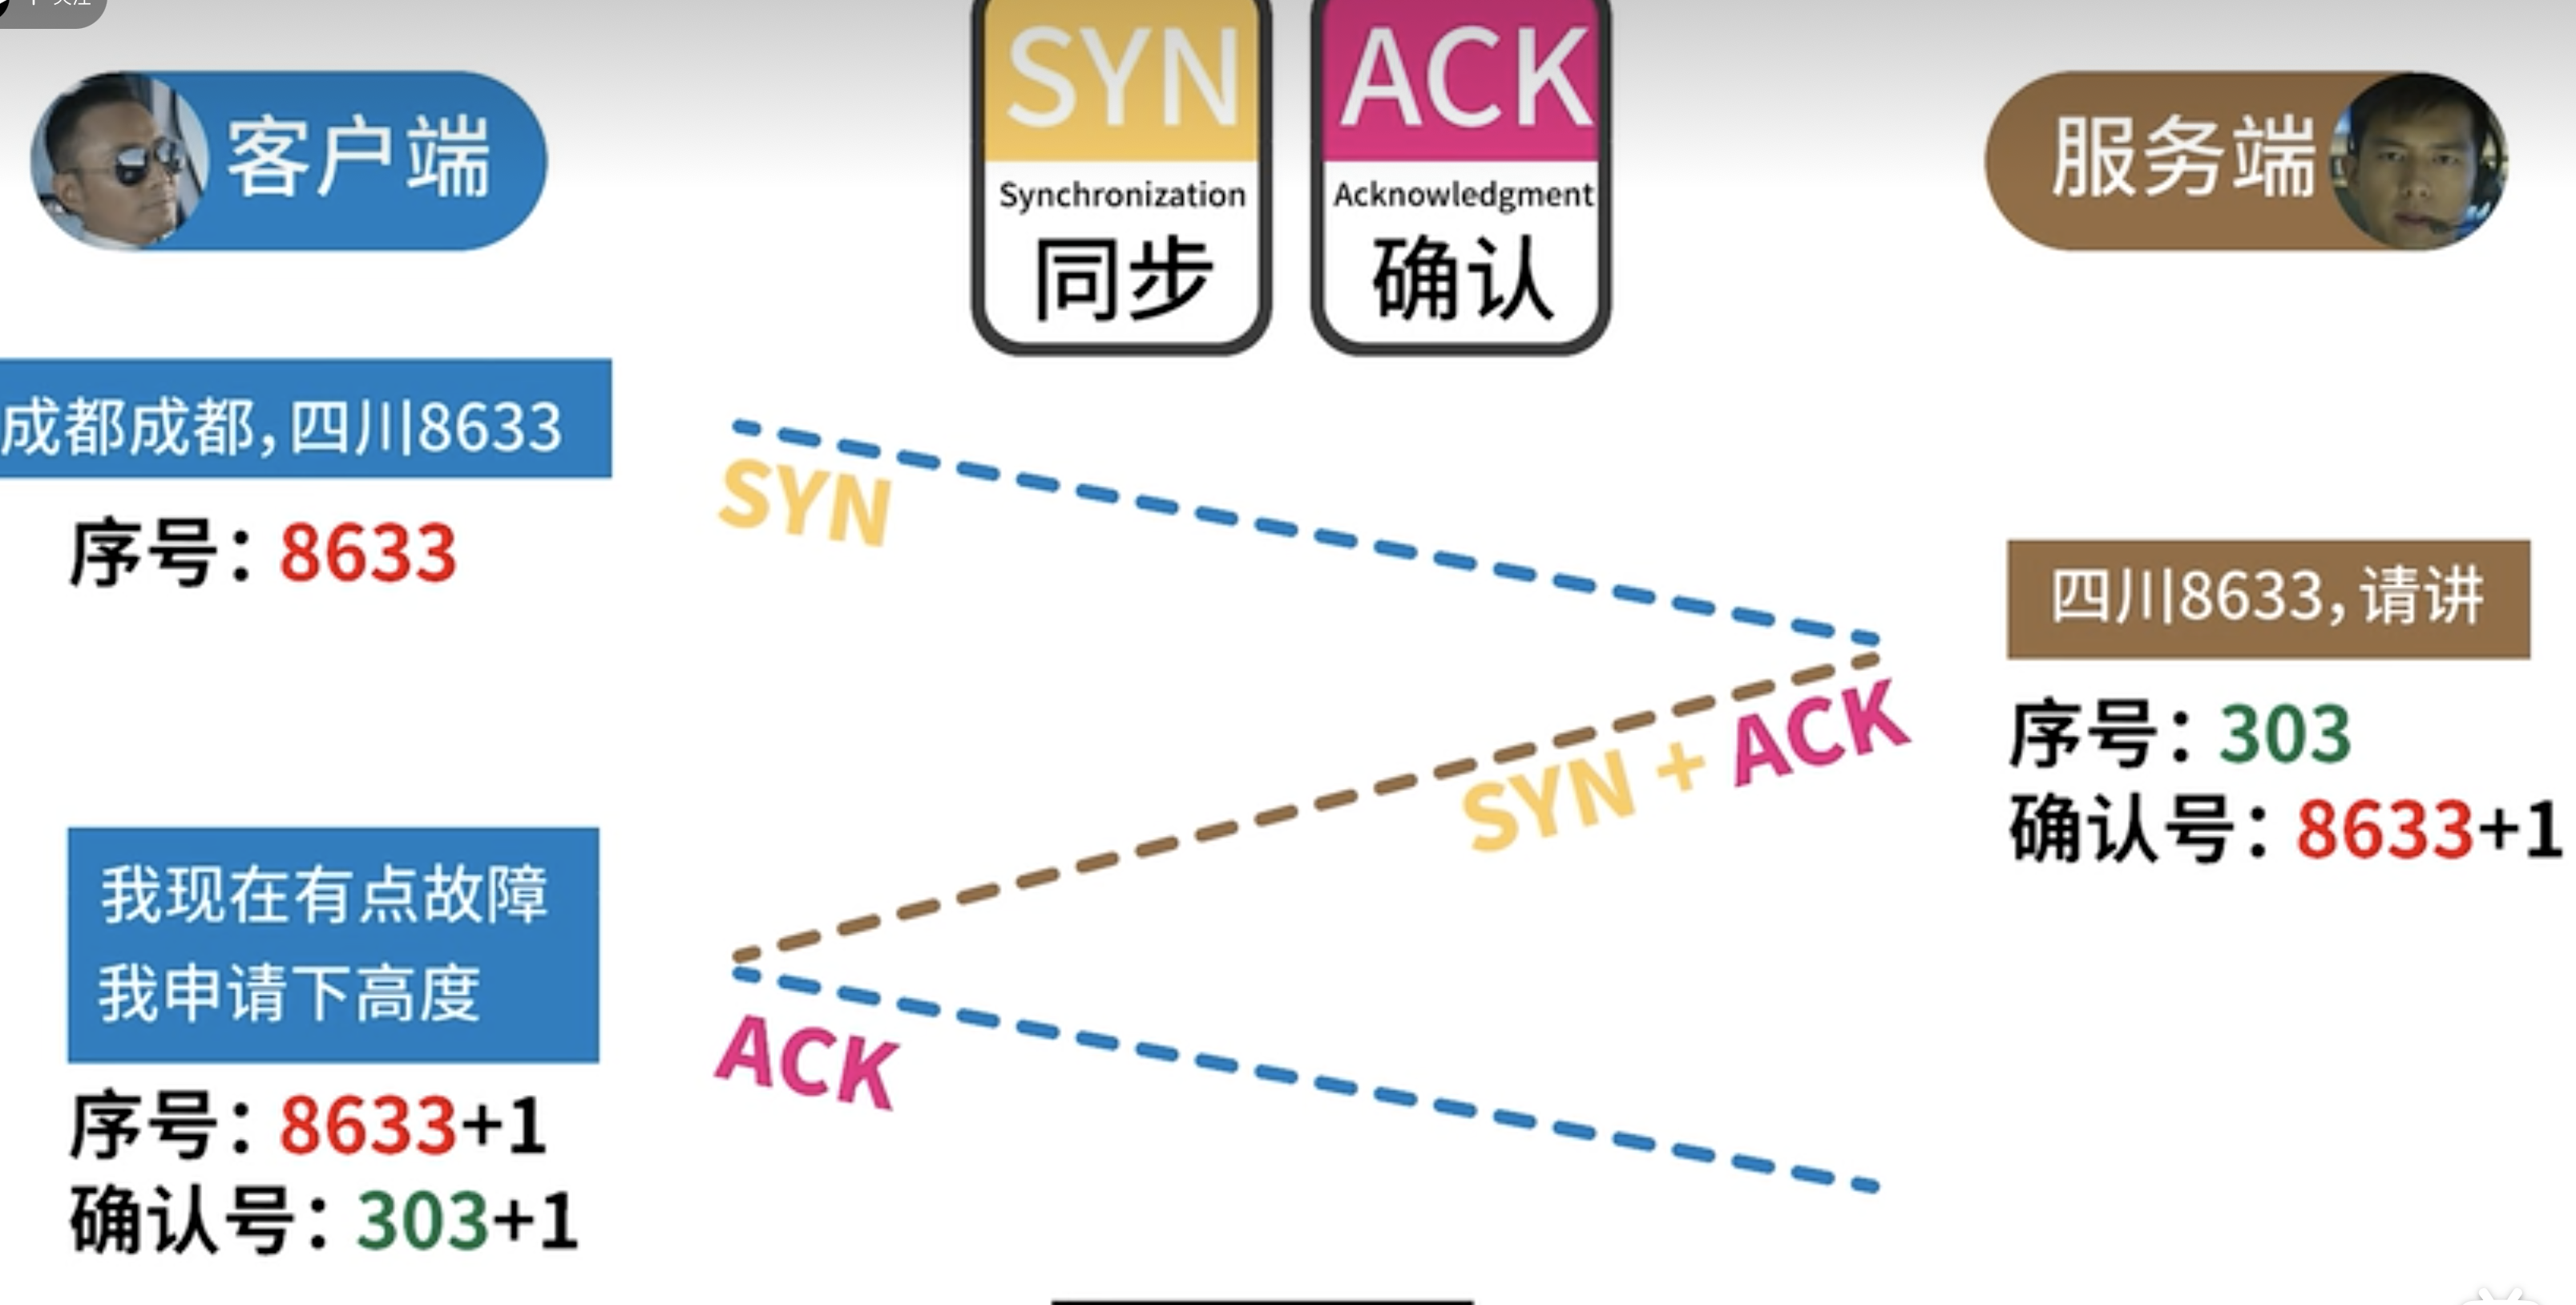 SYN
ACK
客户端
服务端
Synchronization
Acknowledgment
同步
确认
成都成都，四川8633
SYN
序号：8633
四川8633，请讲
序号：303
SYN + ACK
确认号：8633+1
我现在有点故障
我申请下高度
ACK
序号：8633+1
确认号：303+1